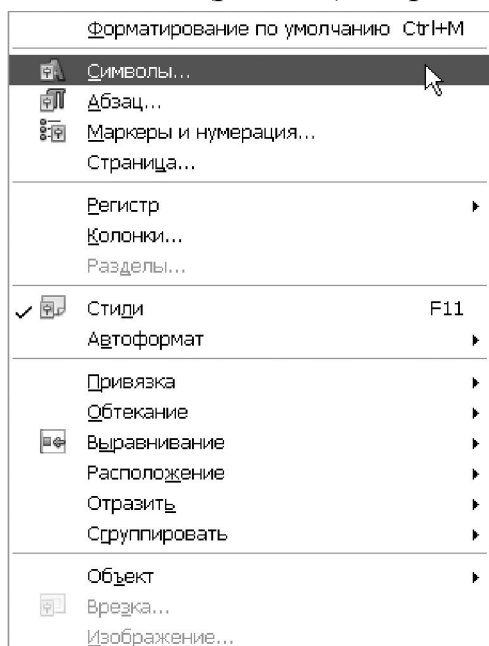 Форматирование по умолчанию Ctrl+M
Символы...
Абзац...
Маркеры и нумерация...
Страница...
Регистр
Колонки...
Разделы...
Стили F11
Автоформат
Привязка
Обтекание
Выравнивание
Расположение
Отразить
Сгруппировать
Объект
Врезка...
Изображение...